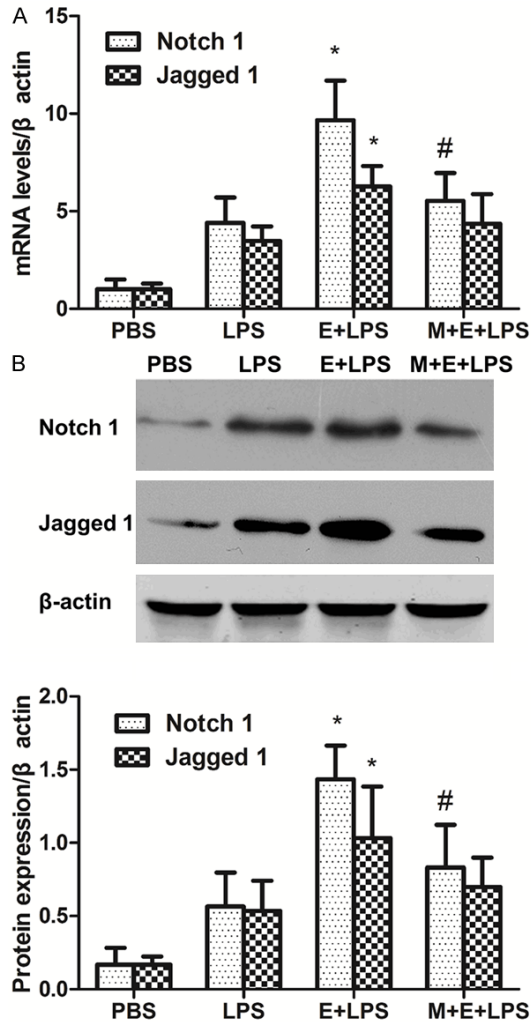 A
15
10
5
0
mRNA levels/β actin
Notch 1
Jagged 1
*
*
#
PBS LPS E+LPS M+E+LPS
B
PBS LPS E+LPS M+E+LPS
Notch 1
Jagged 1
β-actin
2.0
1.5
1.0
0.5
0.0
Protein expression/β actin
Notch 1
Jagged 1
*
*
#
PBS LPS E+LPS M+E+LPS